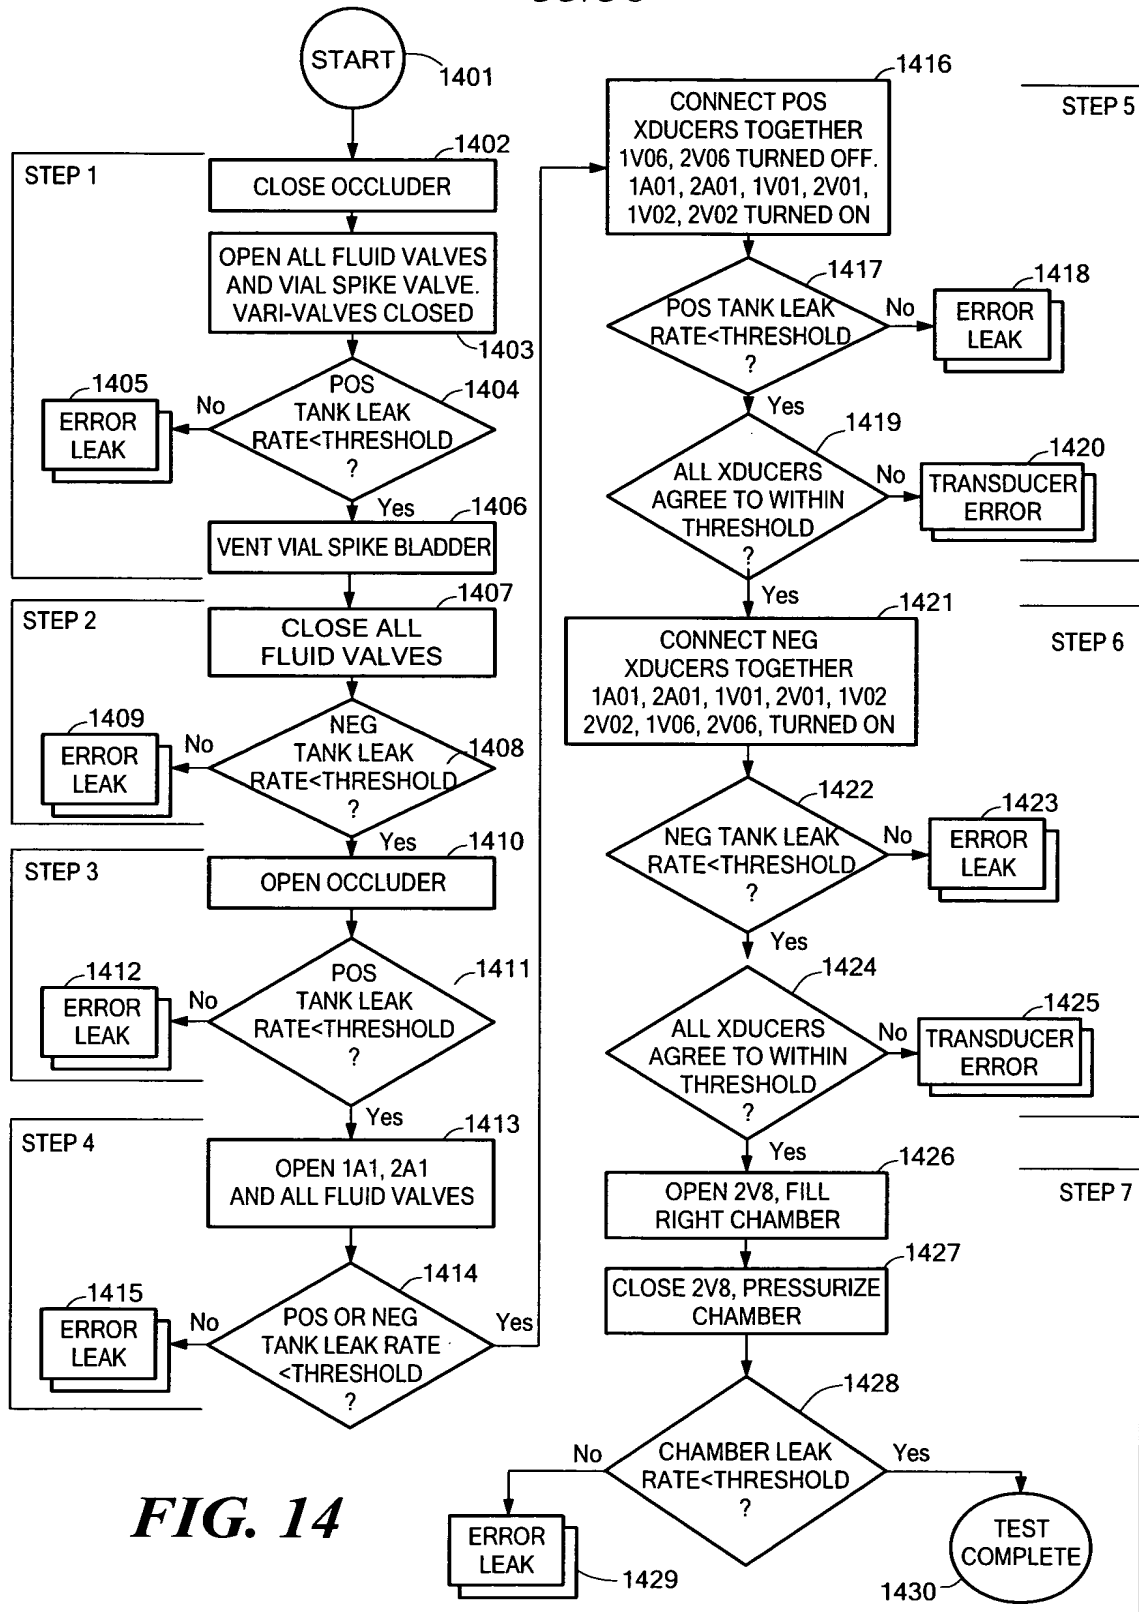 START
1401
STEP 1
1402
CLOSE OCCLUDER
OPEN ALL FLUID VALVES
AND VIAL SPIKE VALVE.
VARI-VALVES CLOSED
1403
POS
TANK LEAK
RATE<THRESHOLD
?
1404
No
1405
ERROR
LEAK
Yes
1406
VENT VIAL SPIKE BLADDER
STEP 2
1407
CLOSE ALL
FLUID VALVES
NEG
TANK LEAK
RATE<THRESHOLD
?
1408
No
1409
ERROR
LEAK
Yes
STEP 3
1410
OPEN OCCLUDER
POS
TANK LEAK
RATE<THRESHOLD
?
1411
No
1412
ERROR
LEAK
Yes
STEP 4
1413
OPEN 1A1, 2A1
AND ALL FLUID VALVES
1414
POS OR NEG
TANK LEAK RATE
<THRESHOLD
?
No
1415
ERROR
LEAK
Yes
STEP 5
1416
CONNECT POS
XDUCERS TOGETHER
1V06, 2V06 TURNED OFF.
1A01, 2A01, 1V01, 2V01,
1V02, 2V02 TURNED ON
1417
POS TANK LEAK
RATE<THRESHOLD
?
No
1418
ERROR
LEAK
Yes
1419
ALL XDUCERS
AGREE TO WITHIN
THRESHOLD
?
No
1420
TRANSDUCER
ERROR
Yes
STEP 6
1421
CONNECT NEG
XDUCERS TOGETHER
1A01, 2A01, 1V01, 2V01, 1V02
2V02, 1V06, 2V06, TURNED ON
1422
NEG TANK LEAK
RATE<THRESHOLD
?
No
1423
ERROR
LEAK
Yes
1424
ALL XDUCERS
AGREE TO WITHIN
THRESHOLD
?
No
1425
TRANSDUCER
ERROR
Yes
STEP 7
1426
OPEN 2V8, FILL
RIGHT CHAMBER
1427
CLOSE 2V8, PRESSURIZE
CHAMBER
1428
CHAMBER LEAK
RATE<THRESHOLD
?
No
ERROR
LEAK
1429
Yes
TEST
COMPLETE
1430
FIG. 14